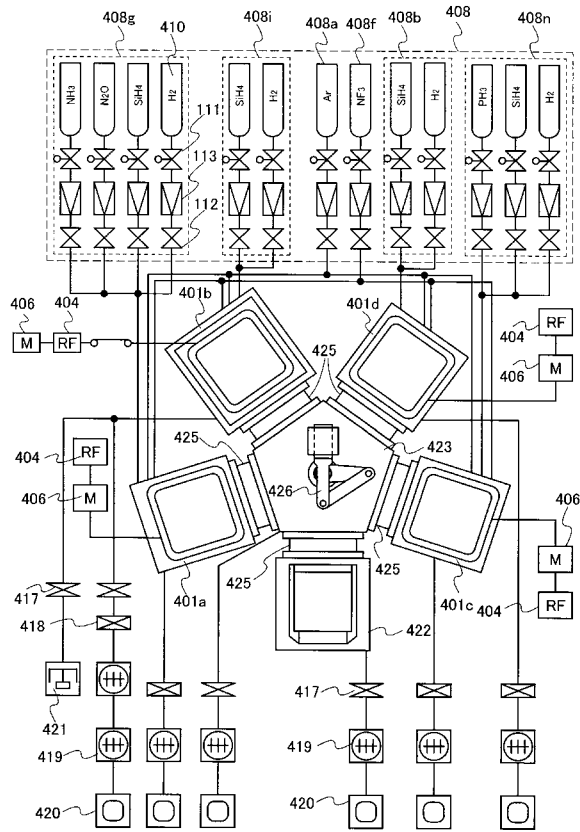 408g 410 408i 408a 408f 408b 408 408n
NH3 N2O SiH4 H2 SiH4 H2 Ar NF3 SiH4 H2 PH3 SiH4 H2
111
113
112
406 404 401b 401d
M RF RF 404
425 M 406
404 425 423
RF
406 M 426 406
M
417 401a 425 425 401c 404 RF
418 422
417
421
419 419
420 420